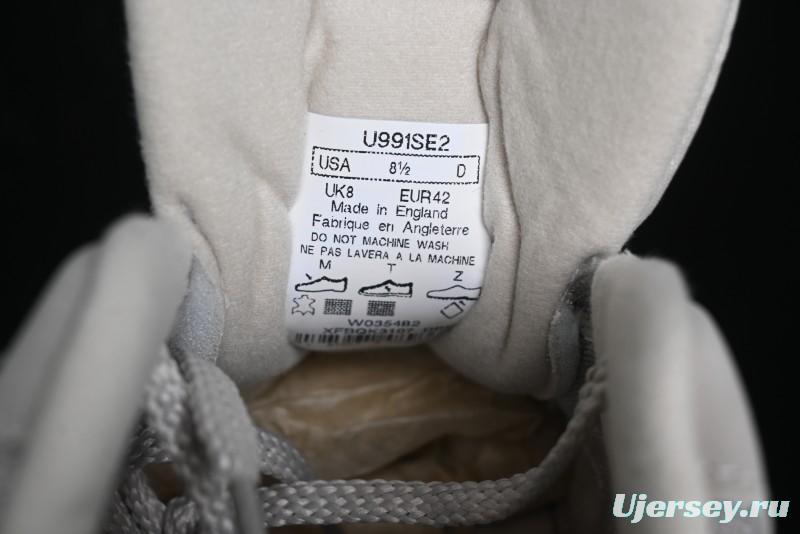 U991SE2
USA 8½ D
UK8 EUR42
Made in England
Fabrique en Angleterre
DO NOT MACHINE WASH
NE PAS LAVERA A LA MACHINE
M T Z
W035482
Ujersey.ru